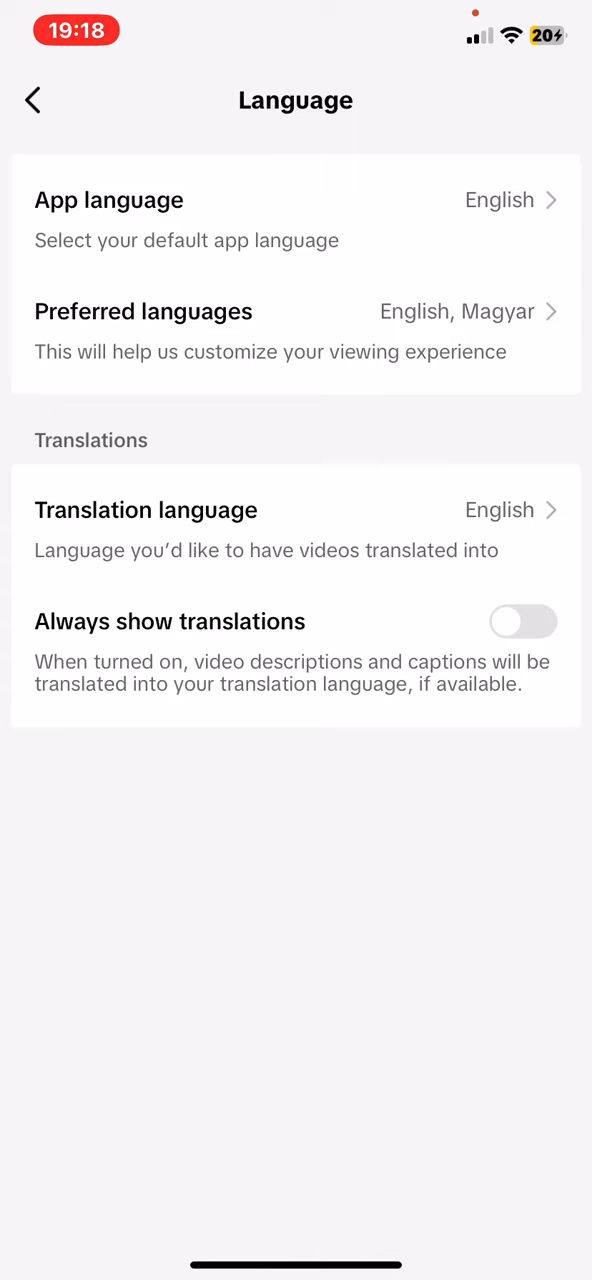 19:18
20
Language
App language English
Select your default app language
Preferred languages English, Magyar
This will help us customize your viewing experience
Translations
Translation language English
Language you’d like to have videos translated into
Always show translations
When turned on, video descriptions and captions will be
translated into your translation language, if available.